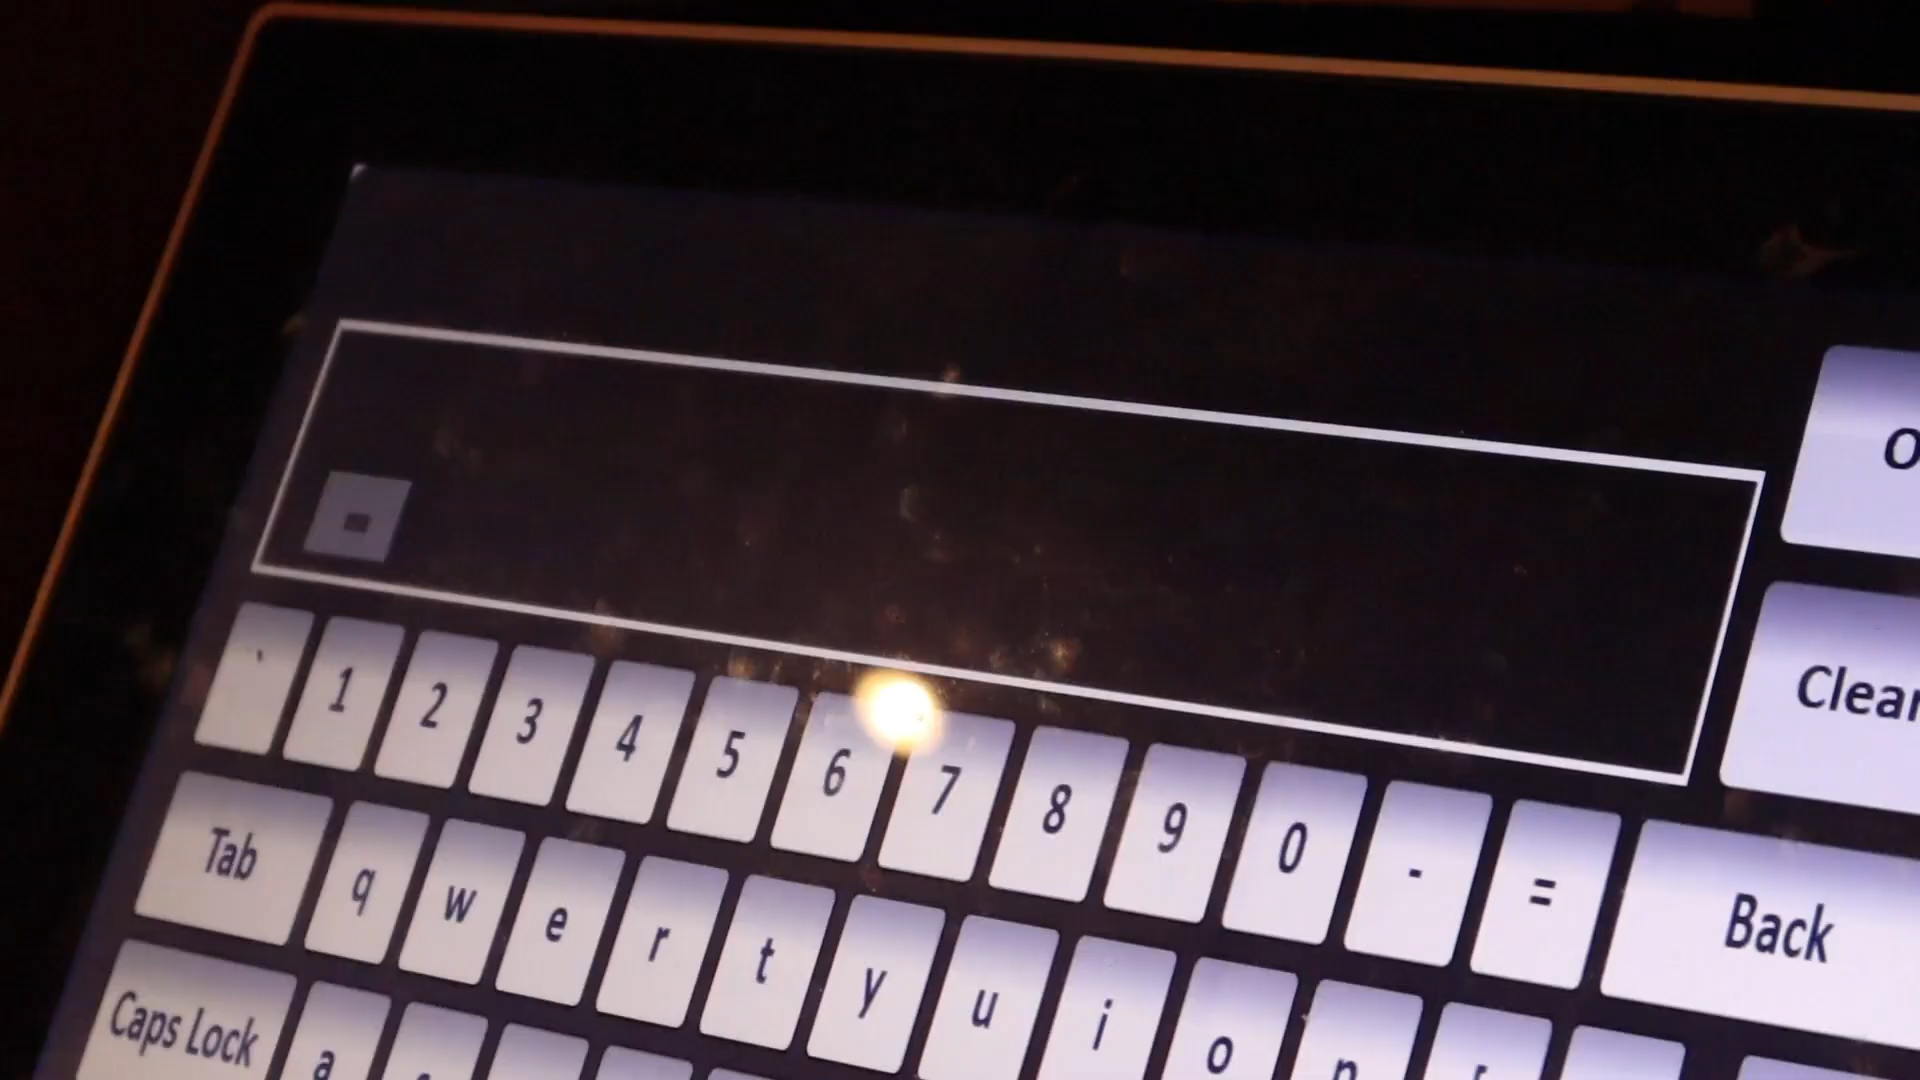 -
Clear
` 1 2 3 4 5 6 7 8 9 0 - = Back
Tab q w e r t y u i o
Caps Lock a